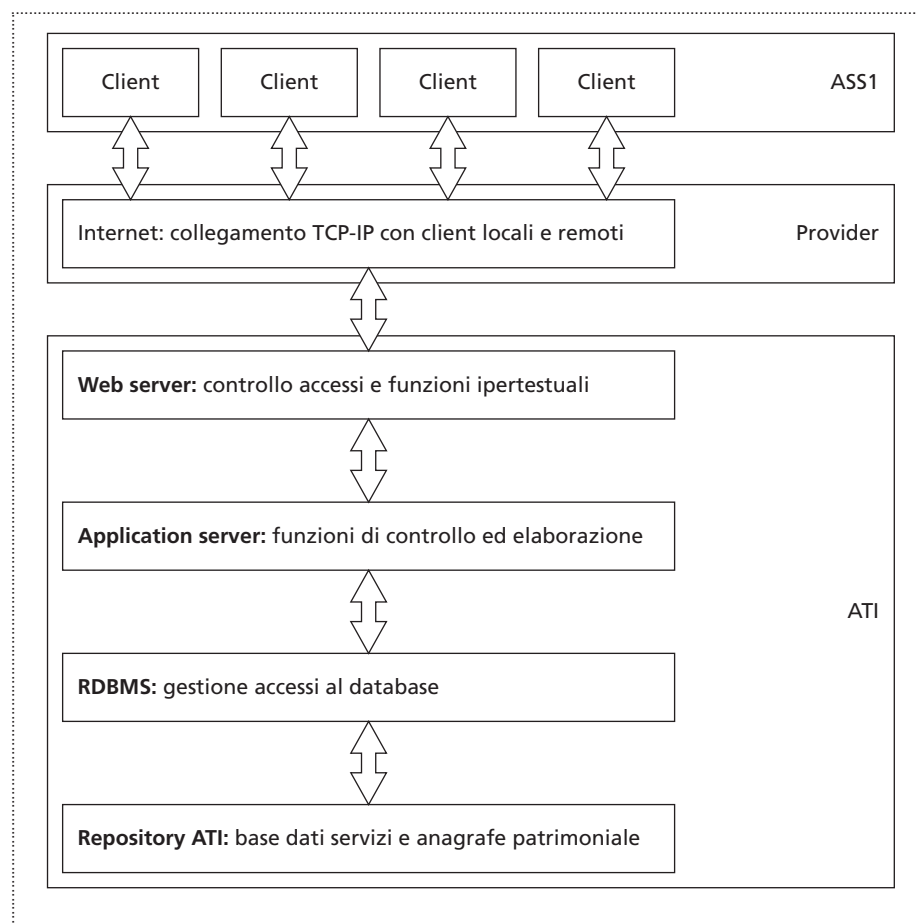 Client
Client
Client
Client
ASS1
Internet: collegamento TCP-IP con client locali e remoti
Provider
Web server: controllo accessi e funzioni ipertestuali
Application server: funzioni di controllo ed elaborazione
ATI
RDBMS: gestione accessi al database
Repository ATI: base dati servizi e anagrafe patrimoniale